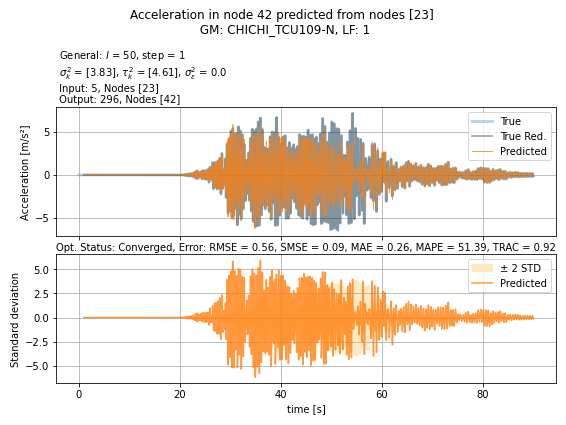 Acceleration in node 42 predicted from nodes [23]
GM: CHICHI_TCU109-N, LF: 1
General: l = 50, step = 1
σ²ₖ = [3.83], τ²ₖ = [4.61], σ²ε = 0.0
Input: 5, Nodes [23]
Output: 296, Nodes [42]
Acceleration [m/s²]
5
0
−5
True
True Red.
Predicted
Opt. Status: Converged, Error: RMSE = 0.56, SMSE = 0.09, MAE = 0.26, MAPE = 51.39, TRAC = 0.92
Standard deviation
5.0
2.5
0.0
−2.5
−5.0
± 2 STD
Predicted
0 20 40 60 80
time [s]